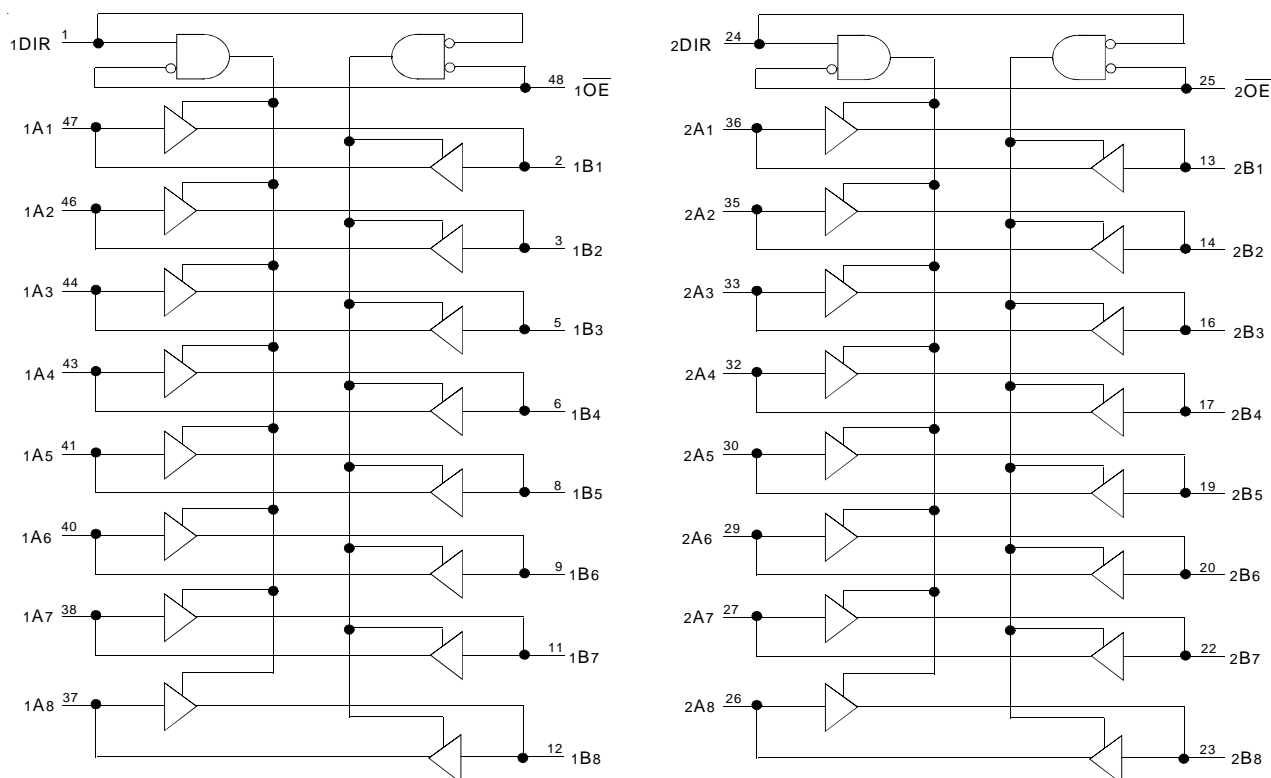 1DIR 1
48 1O̅E̅
1A1 47
2 1B1
1A2 46
3 1B2
1A3 44
5 1B3
1A4 43
6 1B4
1A5 41
8 1B5
1A6 40
9 1B6
1A7 38
11 1B7
1A8 37
12 1B8
2DIR 24
25 2O̅E̅
2A1 36
13 2B1
2A2 35
14 2B2
2A3 33
16 2B3
2A4 32
17 2B4
2A5 30
19 2B5
2A6 29
20 2B6
2A7 27
22 2B7
2A8 26
23 2B8